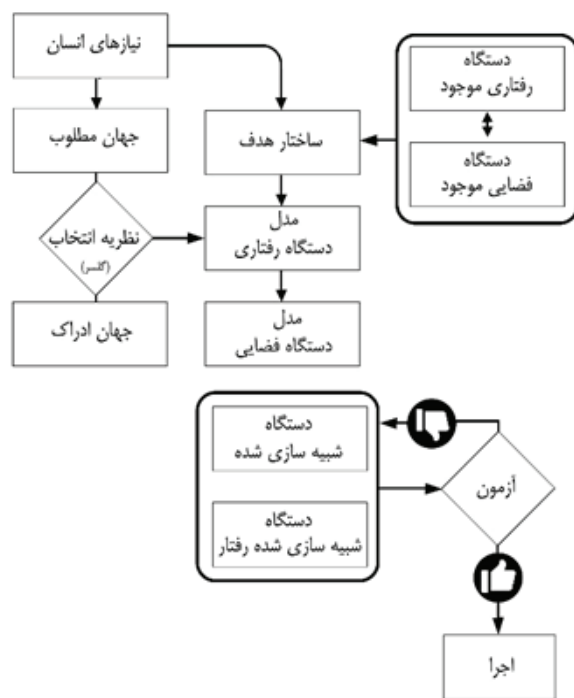 نیازهای انسان
دستگاه
رفتاری موجود
جهان مطلوب
ساختار هدف
دستگاه
فضایی موجود
نظریه انتخاب
(گلسر)
مدل
دستگاه رفتاری
جهان ادراک
مدل
دستگاه فضایی
دستگاه
شبیه سازی شده
آزمون
دستگاه
شبیه سازی شده رفتار
اجرا